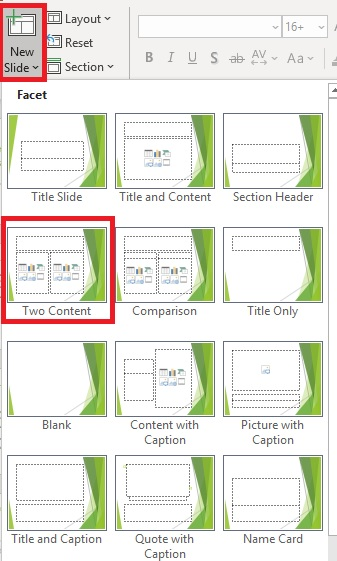 New
Slide
Layout
Reset
Section
16+
B I U S ab AV Aa A
Facet
Title Slide
Title and Content
Section Header
Two Content
Comparison
Title Only
Blank
Content with
Caption
Picture with
Caption
Title and Caption
Quote with
Caption
Name Card